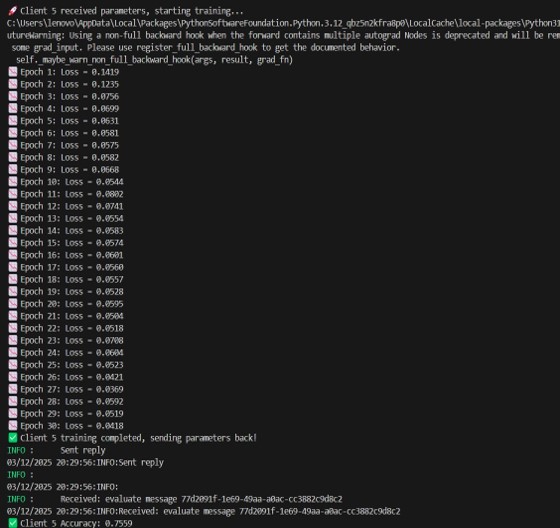 🚀 Client 5 received parameters, starting training...
C:\Users\lenovo\AppData\Local\Packages\PythonSoftwareFoundation.Python.3.12_qbz5n2kfra8p0\LocalCache\local-packages\Python31
utureWarning: Using a non-full backward hook when the forward contains multiple autograd Nodes is deprecated and will be rem
some grad_input. Please use register_full_backward_hook to get the documented behavior.
self._maybe_warn_non_full_backward_hook(args, result, grad_fn)
📉 Epoch 1: Loss = 0.1419
📉 Epoch 2: Loss = 0.1235
📉 Epoch 3: Loss = 0.0756
📉 Epoch 4: Loss = 0.0699
📉 Epoch 5: Loss = 0.0631
📉 Epoch 6: Loss = 0.0581
📉 Epoch 7: Loss = 0.0575
📉 Epoch 8: Loss = 0.0582
📉 Epoch 9: Loss = 0.0668
📉 Epoch 10: Loss = 0.0544
📉 Epoch 11: Loss = 0.0802
📉 Epoch 12: Loss = 0.0741
📉 Epoch 13: Loss = 0.0554
📉 Epoch 14: Loss = 0.0583
📉 Epoch 15: Loss = 0.0574
📉 Epoch 16: Loss = 0.0601
📉 Epoch 17: Loss = 0.0560
📉 Epoch 18: Loss = 0.0557
📉 Epoch 19: Loss = 0.0528
📉 Epoch 20: Loss = 0.0595
📉 Epoch 21: Loss = 0.0504
📉 Epoch 22: Loss = 0.0518
📉 Epoch 23: Loss = 0.0708
📉 Epoch 24: Loss = 0.0604
📉 Epoch 25: Loss = 0.0523
📉 Epoch 26: Loss = 0.0421
📉 Epoch 27: Loss = 0.0369
📉 Epoch 28: Loss = 0.0592
📉 Epoch 29: Loss = 0.0519
📉 Epoch 30: Loss = 0.0418
✅ Client 5 training completed, sending parameters back!
INFO : Sent reply
03/12/2025 20:29:56:INFO:Sent reply
INFO :
03/12/2025 20:29:56:INFO:
INFO : Received: evaluate message 77d2091f-1e69-49aa-a0ac-cc3882c9d8c2
03/12/2025 20:29:56:INFO:Received: evaluate message 77d2091f-1e69-49aa-a0ac-cc3882c9d8c2
✅ Client 5 Accuracy: 0.7559